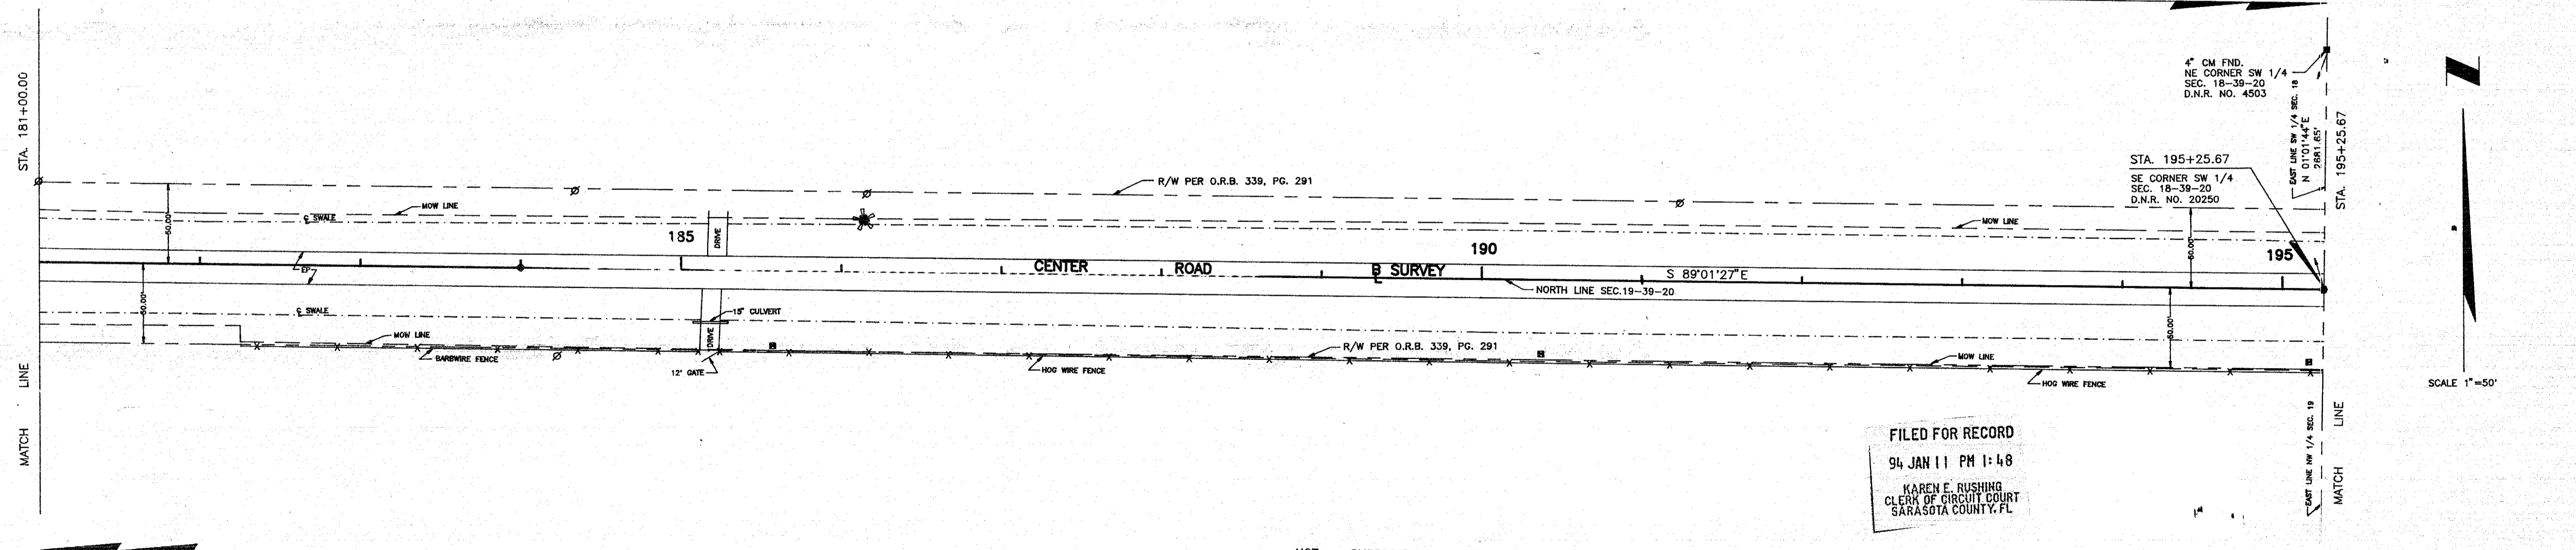 STA. 181+00.00
MATCH LINE
50.00'
MOW LINE
℄ SWALE
EP
50.00'
℄ SWALE
MOW LINE
BARBWIRE FENCE
185
DRIVE
15" CULVERT
DRIVE
12' GATE
R/W PER O.R.B. 339, PG. 291
CENTER ROAD ℄ SURVEY
190
S 89°01'27"E
NORTH LINE SEC.19-39-20
HOG WIRE FENCE
R/W PER O.R.B. 339, PG. 291
MOW LINE
50.00'
195
MOW LINE
50.00'
HOG WIRE FENCE
4" CM FND.
NE CORNER SW 1/4
SEC. 18-39-20
D.N.R. NO. 4503
EAST LINE SW 1/4 SEC. 18
N 01°01'44"E
2681.65'
STA. 195+25.67
SE CORNER SW 1/4
SEC. 18-39-20
D.N.R. NO. 20250
STA. 195+25.67
MATCH LINE
EAST LINE NW 1/4 SEC. 19
N
SCALE 1"=50'
FILED FOR RECORD
94 JAN 11 PM 1:48
KAREN E. RUSHING
CLERK OF CIRCUIT COURT
SARASOTA COUNTY, FL